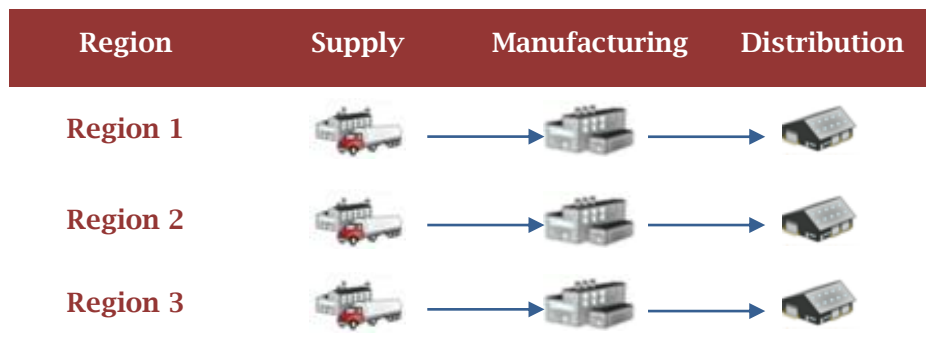 Region Supply Manufacturing Distribution
Region 1
Region 2
Region 3